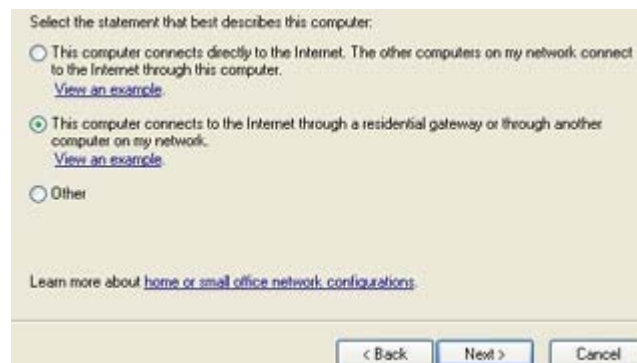 Select the statement that best describes this computer:
This computer connects directly to the Internet. The other computers on my network connect
to the Internet through this computer.
View an example.
This computer connects to the Internet through a residential gateway or through another
computer on my network.
View an example.
Other
Learn more about home or small office network configurations.
< Back Next > Cancel